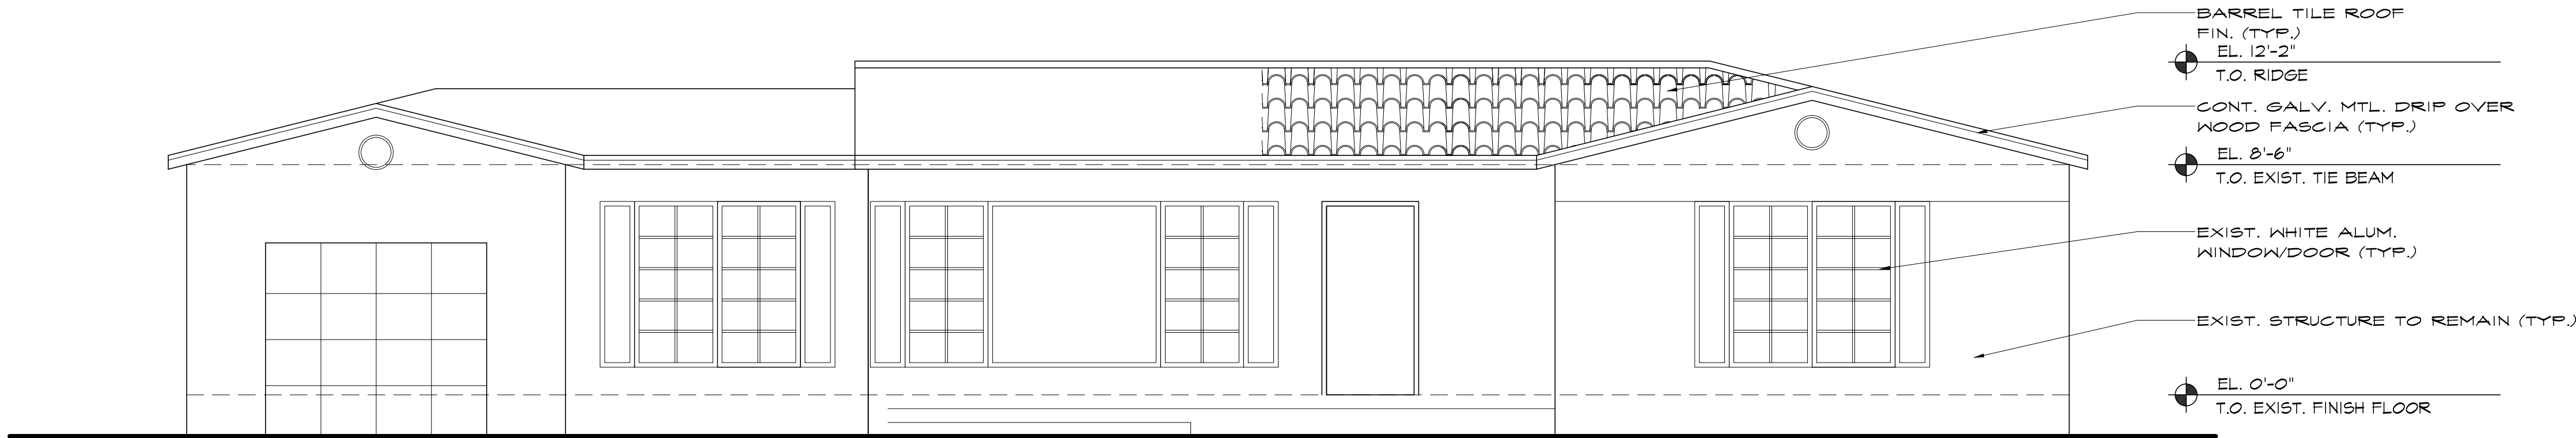 BARREL TILE ROOF
FIN. (TYP.)
EL. 12'-2"
T.O. RIDGE
CONT. GALV. MTL. DRIP OVER
WOOD FASCIA (TYP.)
EL. 8'-6"
T.O. EXIST. TIE BEAM
EXIST. WHITE ALUM.
WINDOW/DOOR (TYP.)
EXIST. STRUCTURE TO REMAIN (TYP.)
EL. 0'-0"
T.O. EXIST. FINISH FLOOR